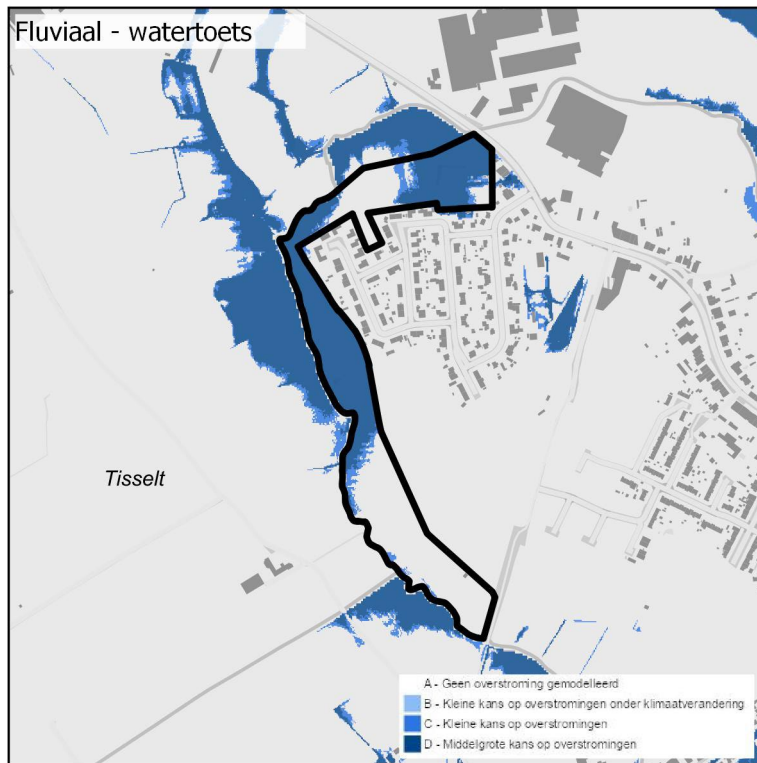 Fluviaal - watertoets
Tisselt
A - Geen overstroming gemodelleerd
B - Kleine kans op overstromingen onder klimaatverandering
C - Kleine kans op overstromingen
D - Middelgrote kans op overstromingen